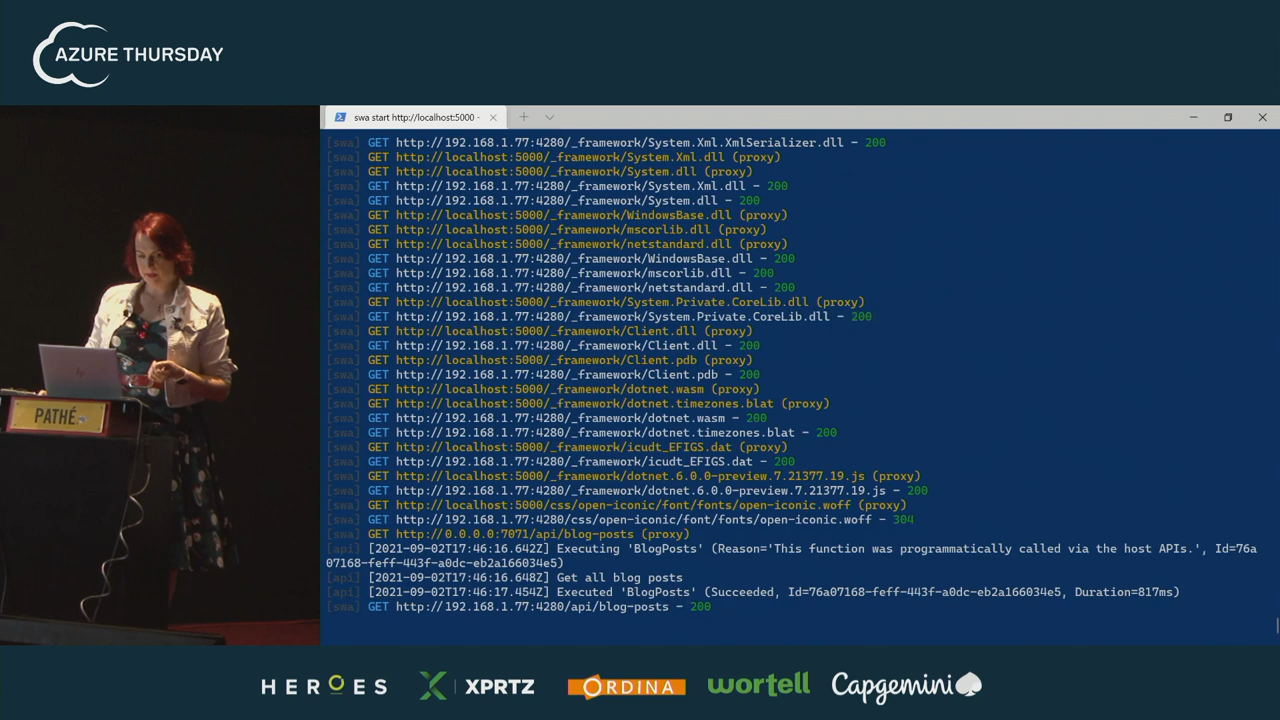 AZURE THURSDAY
swa start http://localhost:5000 -
[swa] GET http://192.168.1.77:4280/_framework/System.Xml.XmlSerializer.dll - 200
[swa] GET http://localhost:5000/_framework/System.Xml.dll (proxy)
[swa] GET http://localhost:5000/_framework/System.dll (proxy)
[swa] GET http://192.168.1.77:4280/_framework/System.Xml.dll - 200
[swa] GET http://192.168.1.77:4280/_framework/System.dll - 200
[swa] GET http://localhost:5000/_framework/WindowsBase.dll (proxy)
[swa] GET http://localhost:5000/_framework/mscorlib.dll (proxy)
[swa] GET http://localhost:5000/_framework/netstandard.dll (proxy)
[swa] GET http://192.168.1.77:4280/_framework/WindowsBase.dll - 200
[swa] GET http://192.168.1.77:4280/_framework/mscorlib.dll - 200
[swa] GET http://192.168.1.77:4280/_framework/netstandard.dll - 200
[swa] GET http://localhost:5000/_framework/System.Private.CoreLib.dll (proxy)
[swa] GET http://192.168.1.77:4280/_framework/System.Private.CoreLib.dll - 200
[swa] GET http://localhost:5000/_framework/Client.dll (proxy)
[swa] GET http://192.168.1.77:4280/_framework/Client.dll - 200
[swa] GET http://localhost:5000/_framework/Client.pdb (proxy)
[swa] GET http://192.168.1.77:4280/_framework/Client.pdb - 200
[swa] GET http://localhost:5000/_framework/dotnet.wasm (proxy)
[swa] GET http://localhost:5000/_framework/dotnet.timezones.blat (proxy)
[swa] GET http://192.168.1.77:4280/_framework/dotnet.wasm - 200
[swa] GET http://192.168.1.77:4280/_framework/dotnet.timezones.blat - 200
[swa] GET http://localhost:5000/_framework/icudt_EFIGS.dat (proxy)
[swa] GET http://192.168.1.77:4280/_framework/icudt_EFIGS.dat - 200
[swa] GET http://localhost:5000/_framework/dotnet.6.0.0-preview.7.21377.19.js (proxy)
[swa] GET http://192.168.1.77:4280/_framework/dotnet.6.0.0-preview.7.21377.19.js - 200
[swa] GET http://localhost:5000/css/open-iconic/font/fonts/open-iconic.woff (proxy)
[swa] GET http://192.168.1.77:4280/css/open-iconic/font/fonts/open-iconic.woff - 304
[swa] GET http://0.0.0.0:7071/api/blog-posts (proxy)
[api] [2021-09-02T17:46:16.642Z] Executing 'BlogPosts' (Reason='This function was programmatically called via the host APIs.', Id=76a
07168-feff-443f-a0dc-eb2a166034e5)
[api] [2021-09-02T17:46:16.648Z] Get all blog posts
[api] [2021-09-02T17:46:17.454Z] Executed 'BlogPosts' (Succeeded, Id=76a07168-feff-443f-a0dc-eb2a166034e5, Duration=817ms)
[swa] GET http://192.168.1.77:4280/api/blog-posts - 200
PATHÉ
HEROES
XPRTZ
ORDINA
wortell
Capgemini